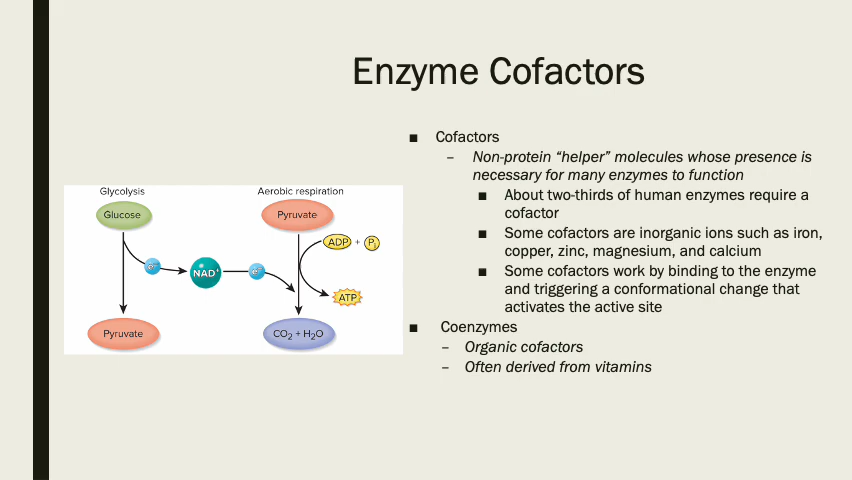 Enzyme Cofactors
■ Cofactors
– Non-protein “helper” molecules whose presence is
necessary for many enzymes to function
■ About two-thirds of human enzymes require a
cofactor
■ Some cofactors are inorganic ions such as iron,
copper, zinc, magnesium, and calcium
■ Some cofactors work by binding to the enzyme
and triggering a conformational change that
activates the active site
■ Coenzymes
– Organic cofactors
– Often derived from vitamins
Glycolysis
Glucose
e⁻
NAD⁺
Pyruvate
Aerobic respiration
Pyruvate
ADP + Pᵢ
e⁻
ATP
CO₂ + H₂O